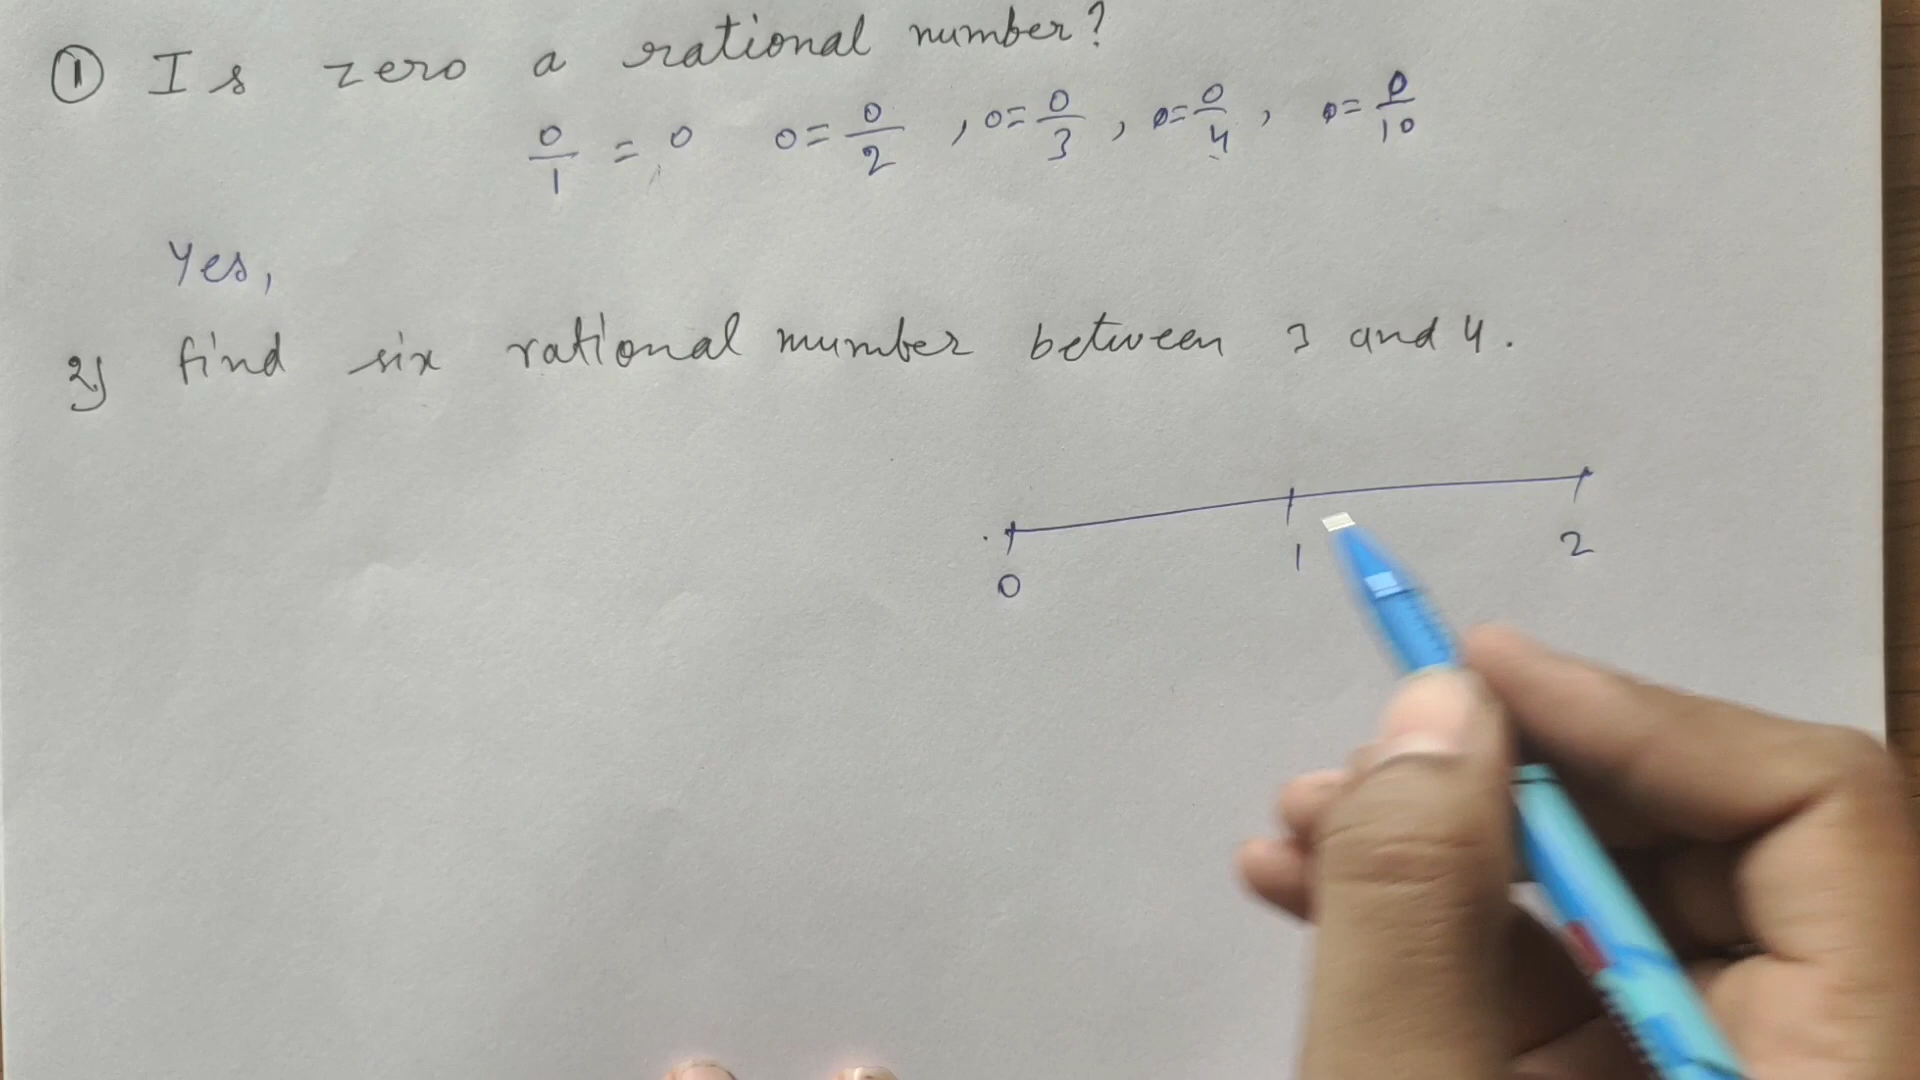 ① Is zero a rational number?
0/1 = 0 0 = 0/2 , 0 = 0/3 , 0 = 0/4 , 0 = 0/10
Yes,
2) find six rational number between 3 and 4.
0 1 2